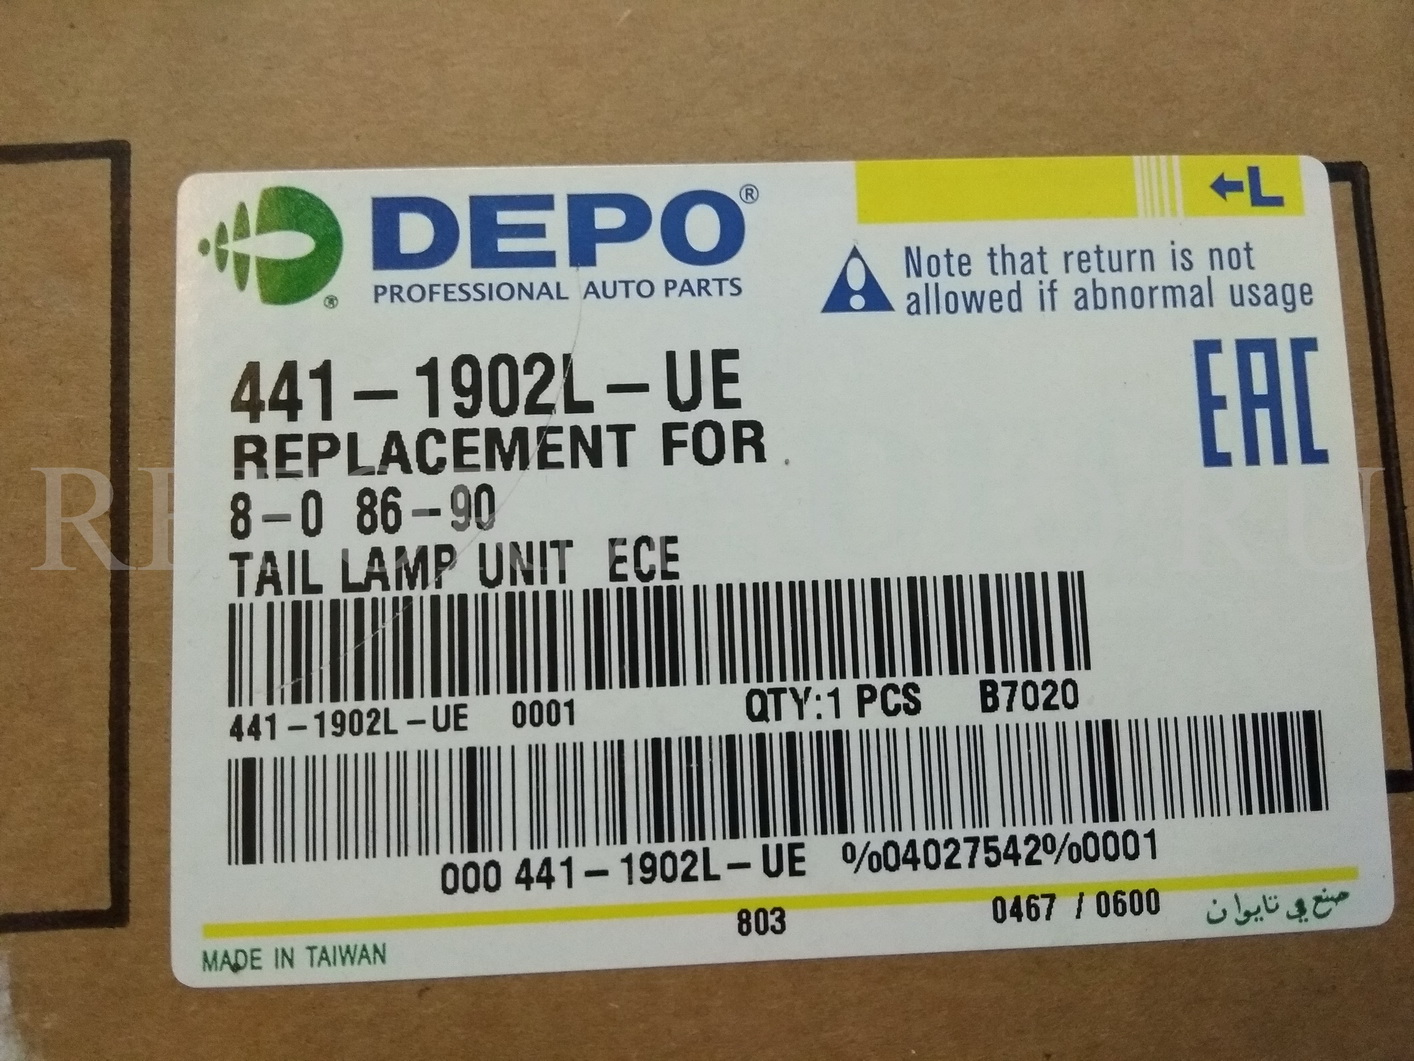 DEPO®
PROFESSIONAL AUTO PARTS
®
←L
Note that return is not
allowed if abnormal usage
EAC
441-1902L-UE
REPLACEMENT FOR
8-0 86-90
TAIL LAMP UNIT ECE
441-1902L-UE 0001 QTY:1 PCS B7020
000 441-1902L-UE %04027542%0001
803 0467 / 0600
صنع في تايوان
MADE IN TAIWAN